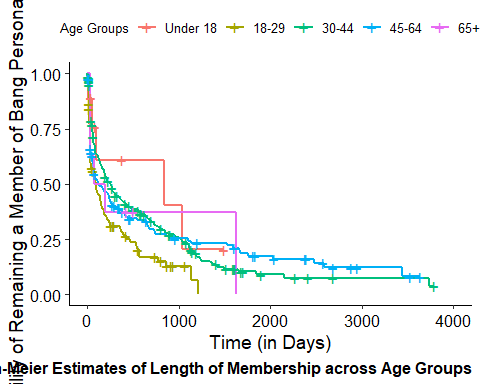 Age Groups Under 18 18-29 30-44 45-64 65+
of Remaining a Member of Bang Persona
1.00
0.75
0.50
0.25
0.00
0 1000 2000 3000 4000
Time (in Days)
-Meier Estimates of Length of Membership across Age Groups